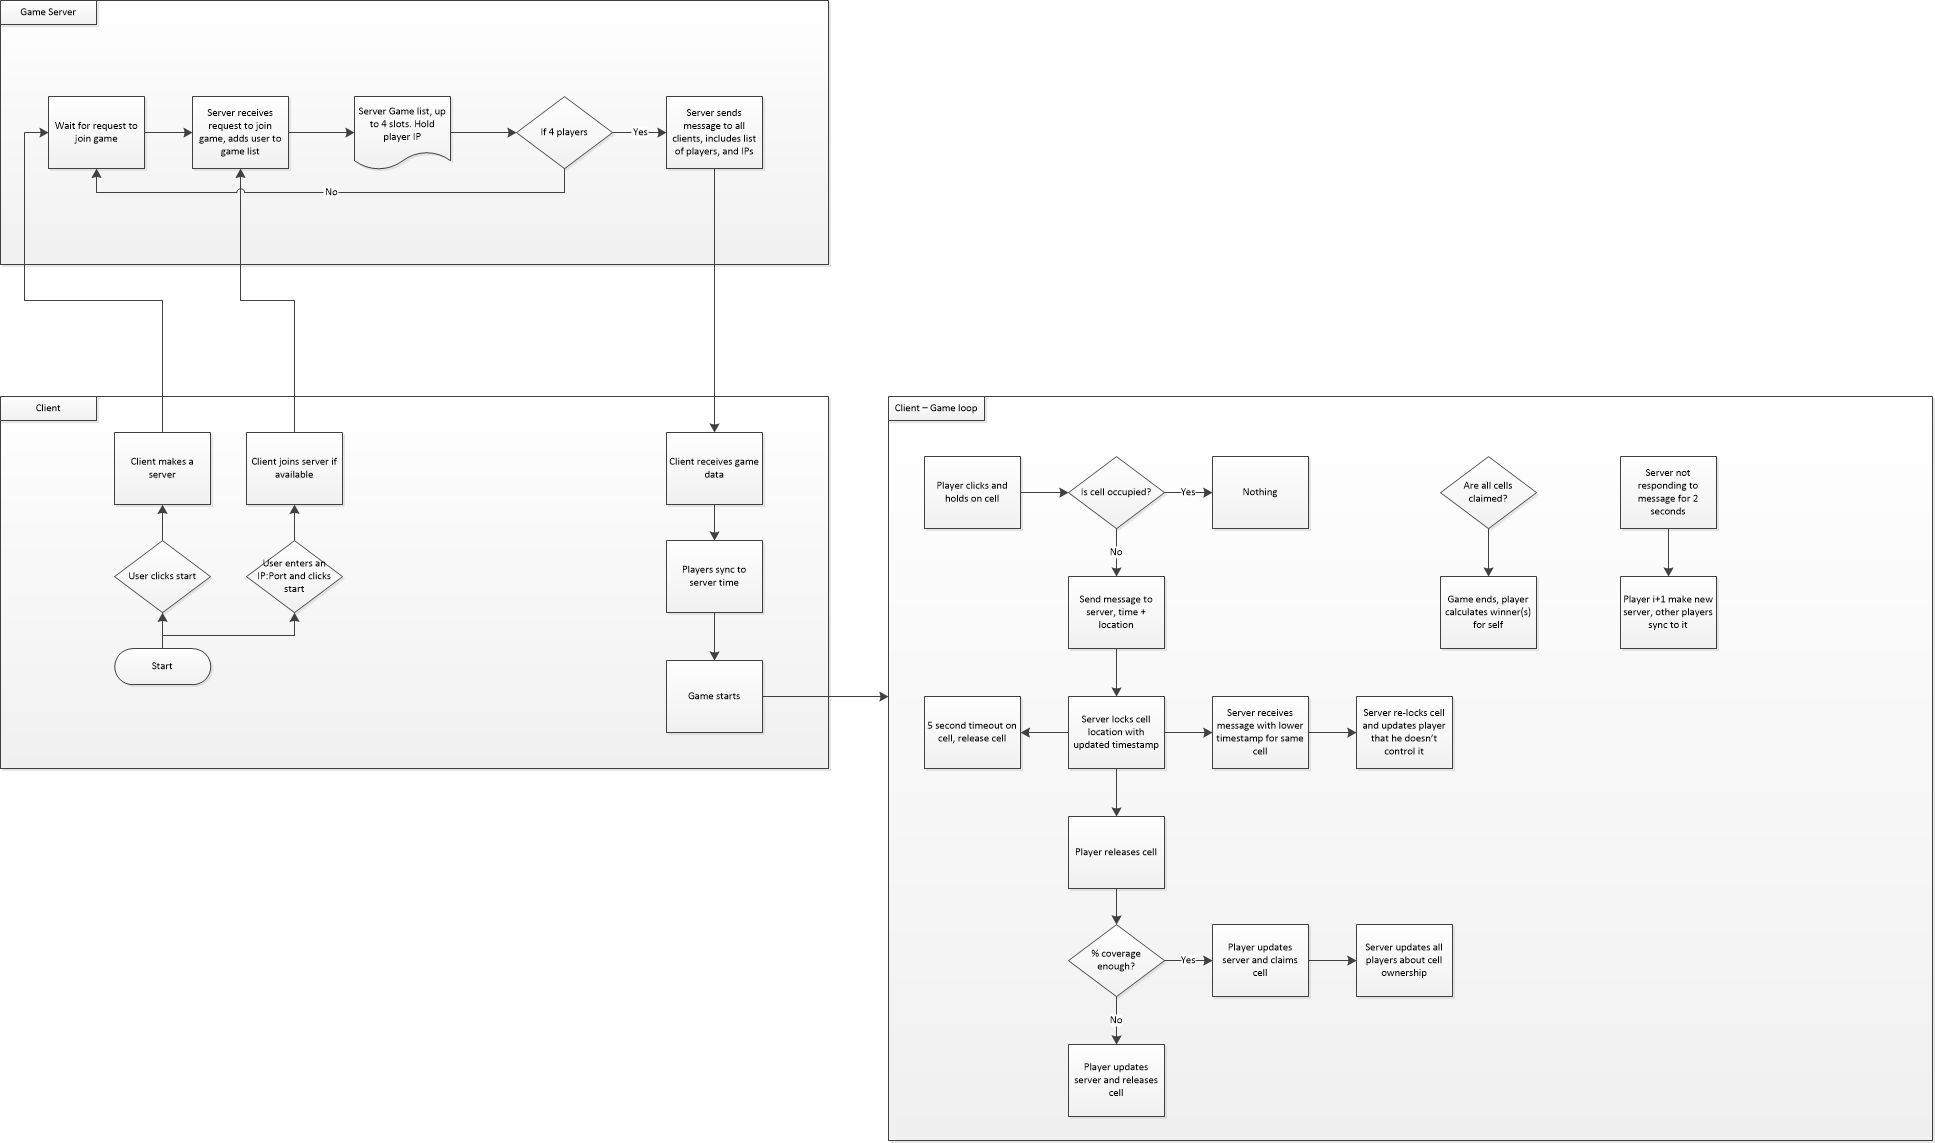 Game Server
Wait for request to
join game
Server receives
request to join
game, adds user to
game list
Server Game list, up
to 4 slots. Hold
player IP
If 4 players
Yes
Server sends
message to all
clients, includes list
of players, and IPs
No
Client
Client makes a
server
Client joins server if
available
Client receives game
data
User clicks start
User enters an
IP:Port and clicks
start
Players sync to
server time
Start
Game starts
Client – Game loop
Player clicks and
holds on cell
Is cell occupied?
Yes
Nothing
Are all cells
claimed?
Server not
responding to
message for 2
seconds
No
Send message to
server, time +
location
Game ends, player
calculates winner(s)
for self
Player i+1 make new
server, other players
sync to it
5 second timeout on
cell, release cell
Server locks cell
location with
updated timestamp
Server receives
message with lower
timestamp for same
cell
Server re-locks cell
and updates player
that he doesn't
control it
Player releases cell
% coverage
enough?
Yes
Player updates
server and claims
cell
Server updates all
players about cell
ownership
No
Player updates
server and releases
cell